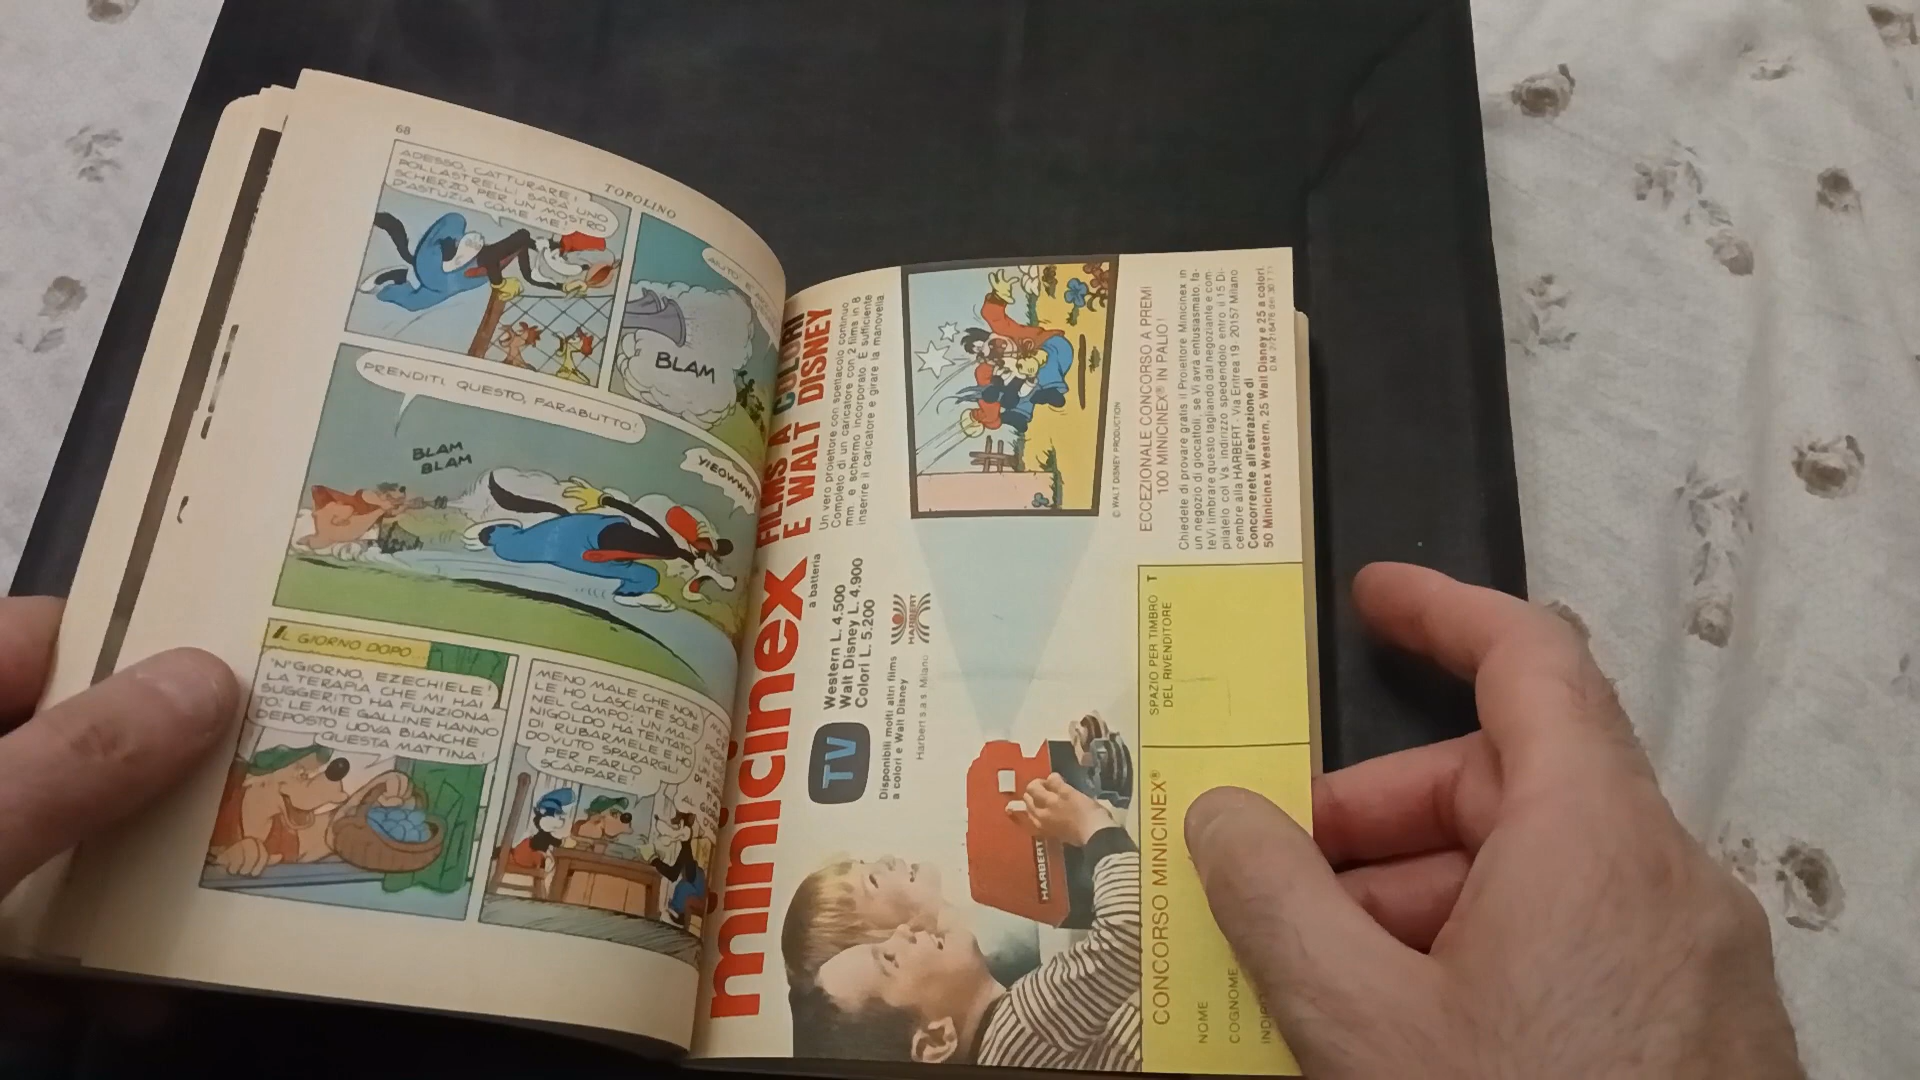 68
TOPOLINO
ADESSO, CATTURARE I
POLLASTRELLI SARÀ UNO
SCHERZO PER UN MOSTRO
D'ASTUZIA COME ME!
AIUTO!
BLAM
PRENDITI QUESTO, FARABUTTO!
BLAM
BLAM
YIEOWWW!
IL GIORNO DOPO...
'N'GIORNO, EZECHIELE!
LA TERAPIA CHE MI HAI
SUGGERITO HA FUNZIONA-
TO: LE MIE GALLINE HANNO
DEPOSTO UOVA BIANCHE
QUESTA MATTINA!
MENO MALE CHE NON
LE HO LASCIATE SOLE
NEL CAMPO: UN MA-
NIGOLDO HA TENTATO
DI RUBARMELE E HO
DOVUTO SPARARGLI
PER FARLO
SCAPPARE!
minicinex
a batteria
FILMS A COLORI
E WALT DISNEY
Un vero proiettore con spettacolo continuo
Completo di un caricatore con 2 films in 8
mm. e schermo incorporato. È sufficiente
inserire il caricatore e girare la manovella.
TV
Western L. 4.500
Walt Disney L. 4.900
Colori L. 5.200
Disponibili molti altri films
a colori e Walt Disney
HARBERT
Harbert s.a.s. Milano
HARBERT
© WALT DISNEY PRODUCTION
ECCEZIONALE CONCORSO A PREMI
100 MINICINEX® IN PALIO!
Chiedete di provare gratis il Proiettore Minicinex in
un negozio di giocattoli, se Vi avrà entusiasmato, fa-
teVi timbrare questo tagliando dal negoziante e com-
pilatelo col Vs. indirizzo spedendolo entro il 15 Di-
cembre alla HARBERT - Via Eritrea 19 20157 Milano
Concorrerete all'estrazione di
50 Minicinex Western, 25 Walt Disney e 25 a colori.
CONCORSO MINICINEX®
SPAZIO PER TIMBRO T
DEL RIVENDITORE
NOME
COGNOME